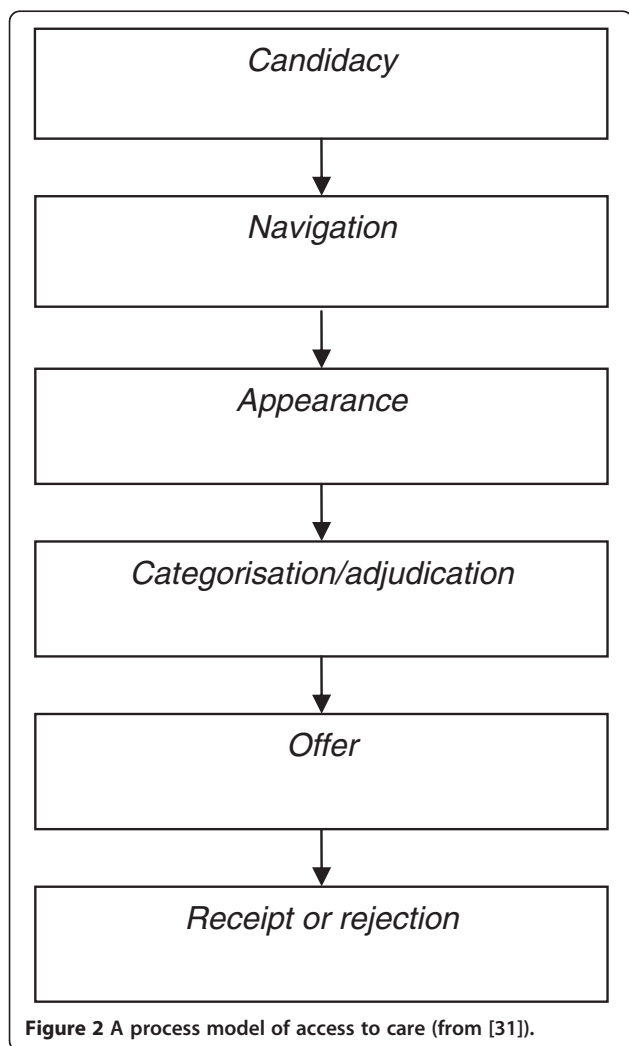 Candidacy
Navigation
Appearance
Categorisation/adjudication
Offer
Receipt or rejection
Figure 2 A process model of access to care (from [31]).